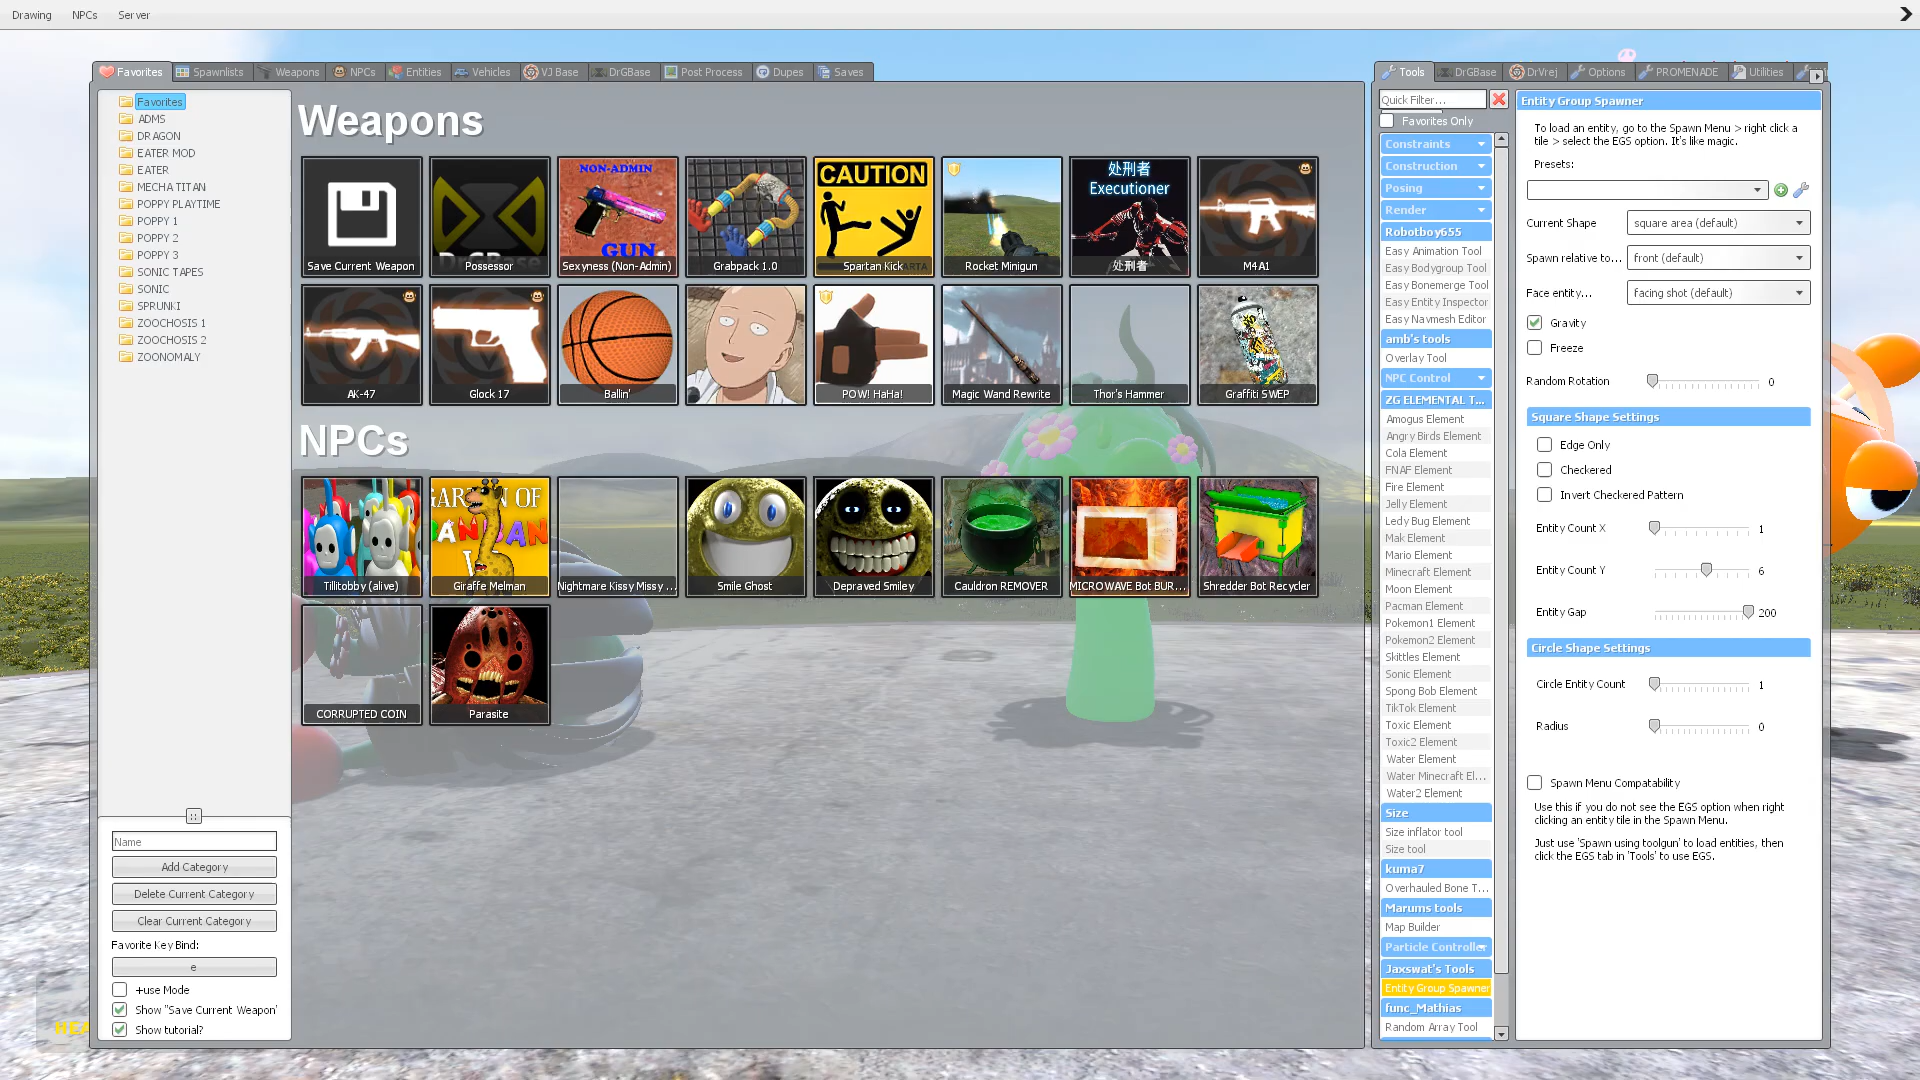 Drawing NPCs Server
Favorites Spawnlists Weapons NPCs Entities Vehicles VJ Base DrGBase Post Process Dupes Saves
Favorites
ADMS
DRAGON
EATER MOD
EATER
MECHA TITAN
POPPY PLAYTIME
POPPY 1
POPPY 2
POPPY 3
SONIC TAPES
SONIC
SPRUNKI
ZOOCHOSIS 1
ZOOCHOSIS 2
ZOONOMALY
Name
Add Category
Delete Current Category
Clear Current Category
Favorite Key Bind:
e
+use Mode
Show "Save Current Weapon"
Show tutorial?
Weapons
NON-ADMIN
GUN
CAUTION
处刑者
Executioner
Save Current Weapon
Possessor
Sexyness (Non-Admin)
Grabpack 1.0
Spartan Kick
Rocket Minigun
处刑者
M4A1
AK-47
Glock 17
Ballin'
POW! HaHa!
Magic Wand Rewrite
Thor's Hammer
Graffiti SWEP
NPCs
Tillitobby (alive)
Giraffe Melman
Nightmare Kissy Missy ...
Smile Ghost
Depraved Smiley
Cauldron REMOVER
MICROWAVE Bot BUR...
Shredder Bot Recycler
CORRUPTED COIN
Parasite
Tools DrGBase DrVrej Options PROMENADE Utilities
Quick Filter...
Favorites Only
Constraints
Construction
Posing
Render
Robotboy655
Easy Animation Tool
Easy Bodygroup Tool
Easy Bonemerge Tool
Easy Entity Inspector
Easy Navmesh Editor
amb's tools
Overlay Tool
NPC Control
ZG ELEMENTAL T...
Amogus Element
Angry Birds Element
Cola Element
FNAF Element
Fire Element
Jelly Element
Ledy Bug Element
Mak Element
Mario Element
Minecraft Element
Moon Element
Pacman Element
Pokemon1 Element
Pokemon2 Element
Skittles Element
Sonic Element
Spong Bob Element
TikTok Element
Toxic Element
Toxic2 Element
Water Element
Water Minecraft El...
Water2 Element
Size
Size inflator tool
Size tool
kuma7
Overhauled Bone T...
Marums tools
Map Builder
Particle Controller
Jaxswat's Tools
Entity Group Spawner
func_Mathias
Random Array Tool
Entity Group Spawner
To load an entity, go to the Spawn Menu > right click a
tile > select the EGS option. It's like magic.
Presets:
Current Shape square area (default)
Spawn relative to... front (default)
Face entity... facing shot (default)
Gravity
Freeze
Random Rotation 0
Square Shape Settings
Edge Only
Checkered
Invert Checkered Pattern
Entity Count X 1
Entity Count Y 6
Entity Gap 200
Circle Shape Settings
Circle Entity Count 1
Radius 0
Spawn Menu Compatability
Use this if you do not see the EGS option when right
clicking an entity tile in the Spawn Menu.
Just use 'Spawn using toolgun' to load entities, then
click the EGS tab in 'Tools' to use EGS.